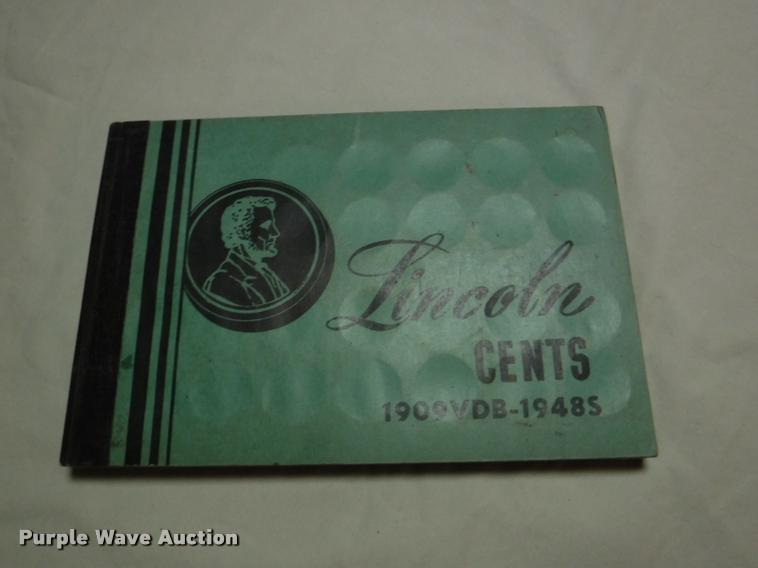 Lincoln
CENTS
1909VDB-1948S
Purple Wave Auction